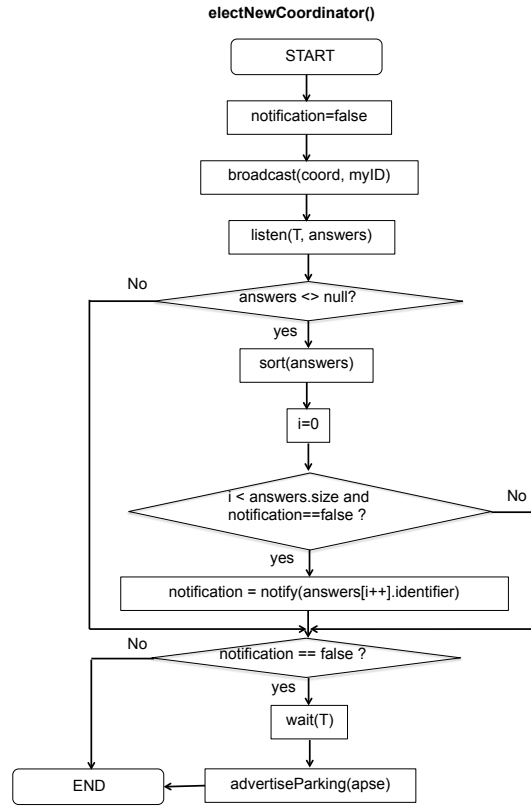 electNewCoordinator()
START
notification=false
broadcast(coord, myID)
listen(T, answers)
No
answers <> null?
yes
sort(answers)
i=0
i < answers.size and
notification==false ?
No
yes
notification = notify(answers[i++].identifier)
No
notification == false ?
yes
wait(T)
END
advertiseParking(apse)